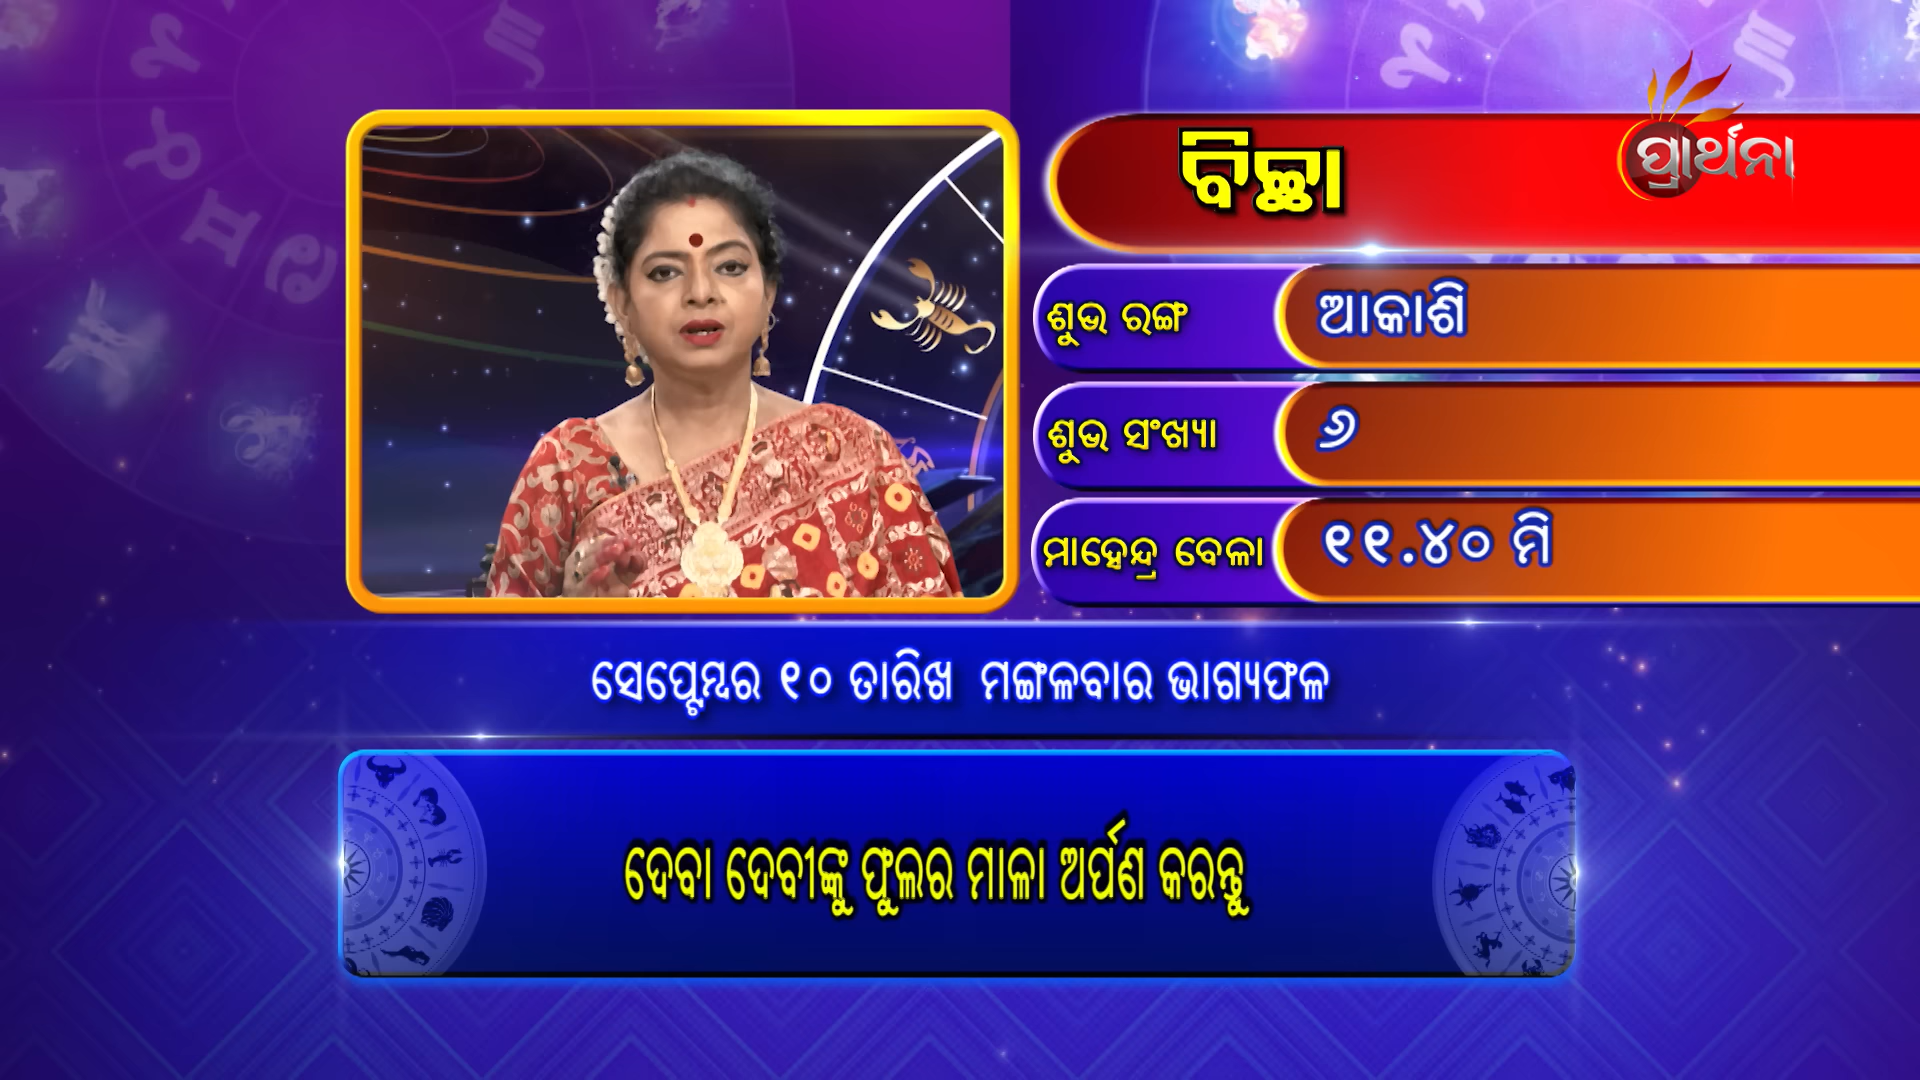 ବିଛା
ପ୍ରାର୍ଥନା
ଶୁଭ ରଙ୍ଗ ଆକାଶି
ଶୁଭ ସଂଖ୍ୟା ୬
ମାହେନ୍ଦ୍ର ବେଳା ୧୧.୪୦ ମି
ସେପ୍ଟେମ୍ବର ୧୦ ତାରିଖ ମଙ୍ଗଳବାର ଭାଗ୍ୟଫଳ
ଦେବା ଦେବୀଙ୍କୁ ଫୁଲର ମାଳା ଅର୍ପଣ କରନ୍ତୁ